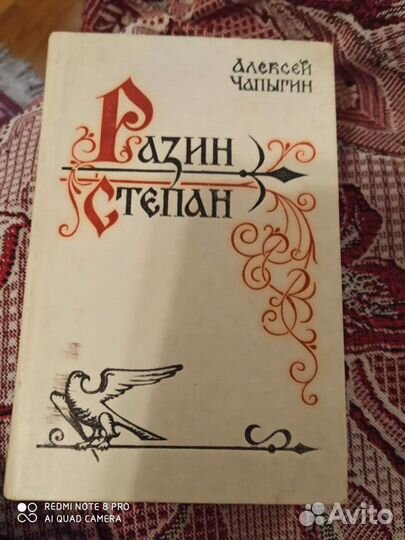 Алексей
Чапыгин
Разин
Степан
REDMI NOTE 8 PRO
AI QUAD CAMERA
Avito